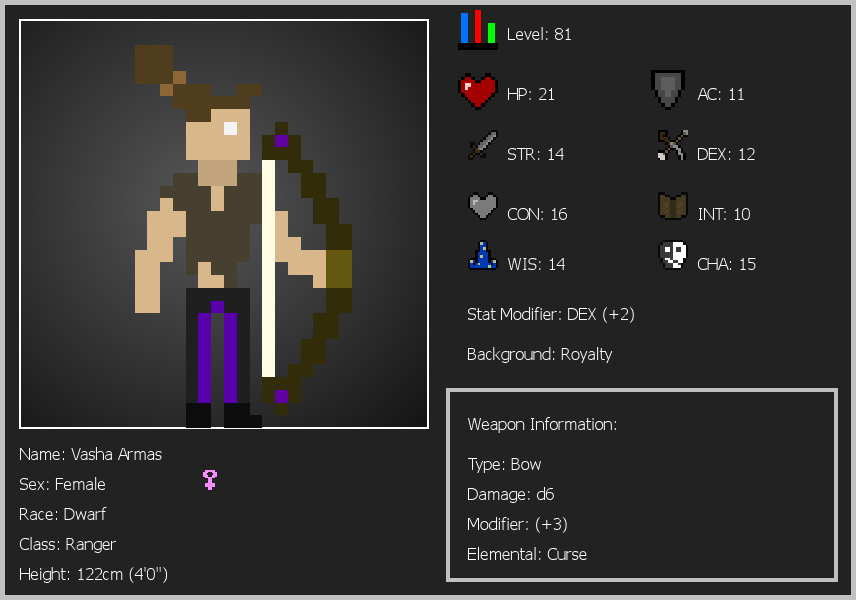 Level: 81
HP: 21
AC: 11
STR: 14
DEX: 12
CON: 16
INT: 10
WIS: 14
CHA: 15
Stat Modifier: DEX (+2)
Background: Royalty
Weapon Information:
Type: Bow
Damage: d6
Modifier: (+3)
Elemental: Curse
Name: Vasha Armas
Sex: Female
Race: Dwarf
Class: Ranger
Height: 122cm (4'0")